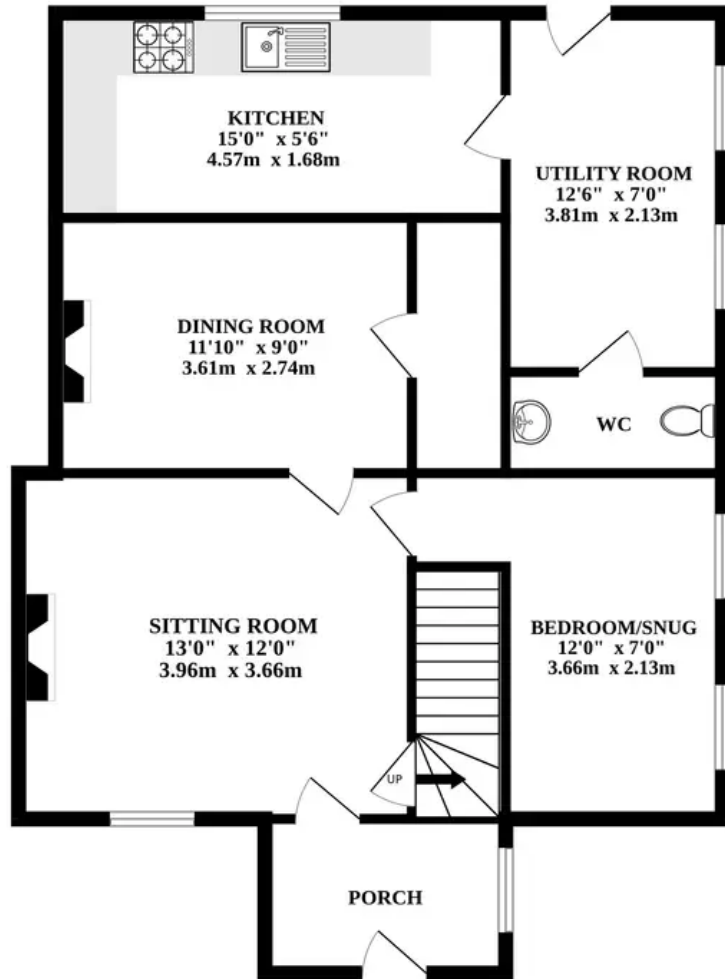 KITCHEN
15'0" x 5'6"
4.57m x 1.68m
UTILITY ROOM
12'6" x 7'0"
3.81m x 2.13m
DINING ROOM
11'10" x 9'0"
3.61m x 2.74m
WC
SITTING ROOM
13'0" x 12'0"
3.96m x 3.66m
BEDROOM/SNUG
12'0" x 7'0"
3.66m x 2.13m
UP
PORCH